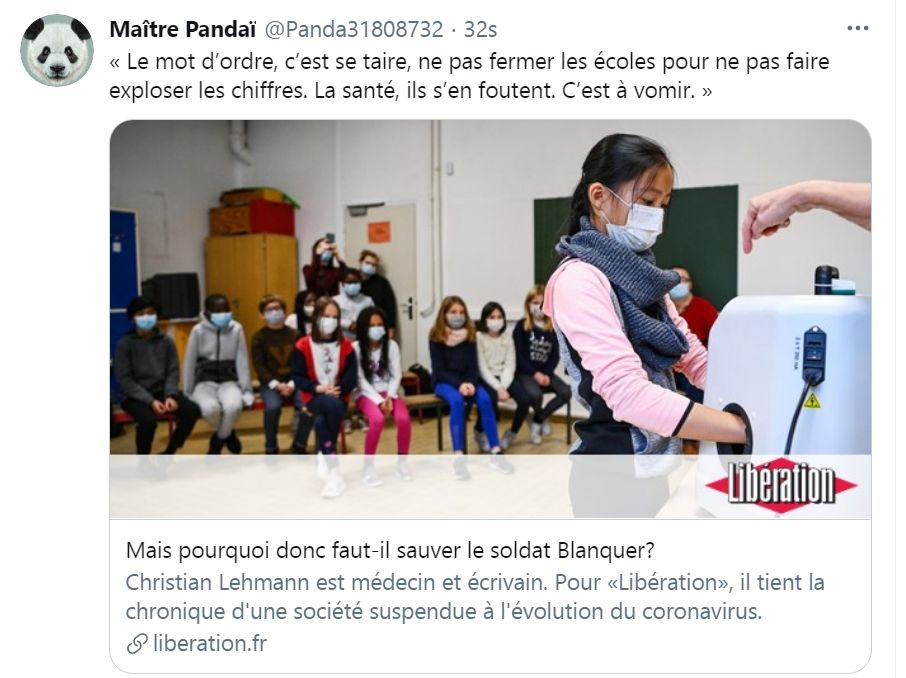 Maître Pandaï @Panda31808732 · 32s
« Le mot d’ordre, c’est se taire, ne pas fermer les écoles pour ne pas faire
exploser les chiffres. La santé, ils s’en foutent. C’est à vomir. »
Libération
Mais pourquoi donc faut-il sauver le soldat Blanquer?
Christian Lehmann est médecin et écrivain. Pour «Libération», il tient la
chronique d'une société suspendue à l'évolution du coronavirus.
liberation.fr